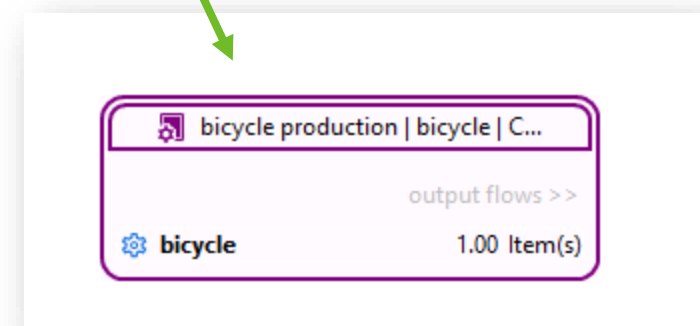 bicycle production | bicycle | C...
output flows >>
bicycle 1.00 Item(s)